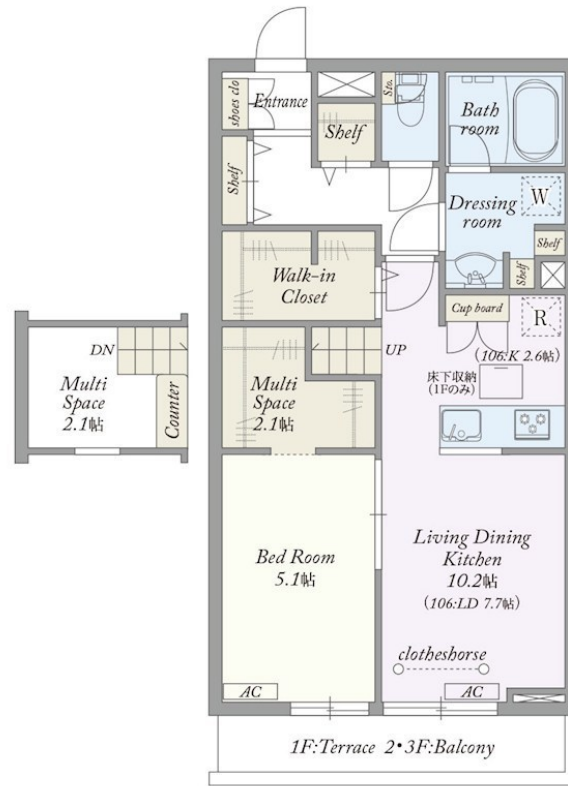 shoes clo
Entrance
Sto.
Shelf
Bath
room
Shelf
Dressing
room
W
Shelf
Shelf
Walk-in
Closet
Cup board
R
DN
UP
(106:K 2.6帖)
床下収納
(1Fのみ)
Multi
Space
2.1帖
Counter
Multi
Space
2.1帖
Bed Room
5.1帖
Living Dining
Kitchen
10.2帖
(106:LD 7.7帖)
clotheshorse
AC
AC
1F:Terrace 2・3F:Balcony